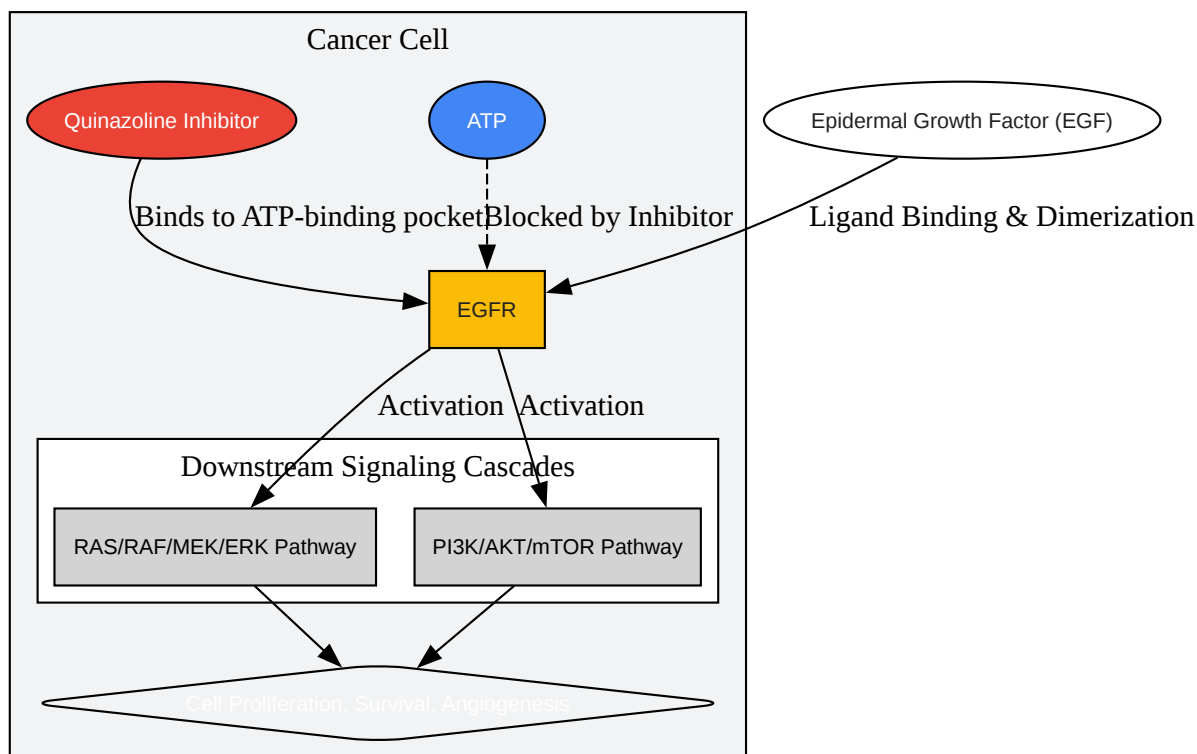 Cancer Cell
Quinazoline Inhibitor
ATP
Epidermal Growth Factor (EGF)
Binds to ATP-binding pocket
Blocked by Inhibitor
Ligand Binding & Dimerization
EGFR
Activation
Activation
Downstream Signaling Cascades
RAS/RAF/MEK/ERK Pathway
PI3K/AKT/mTOR Pathway
Cell Proliferation, Survival, Angiogenesis